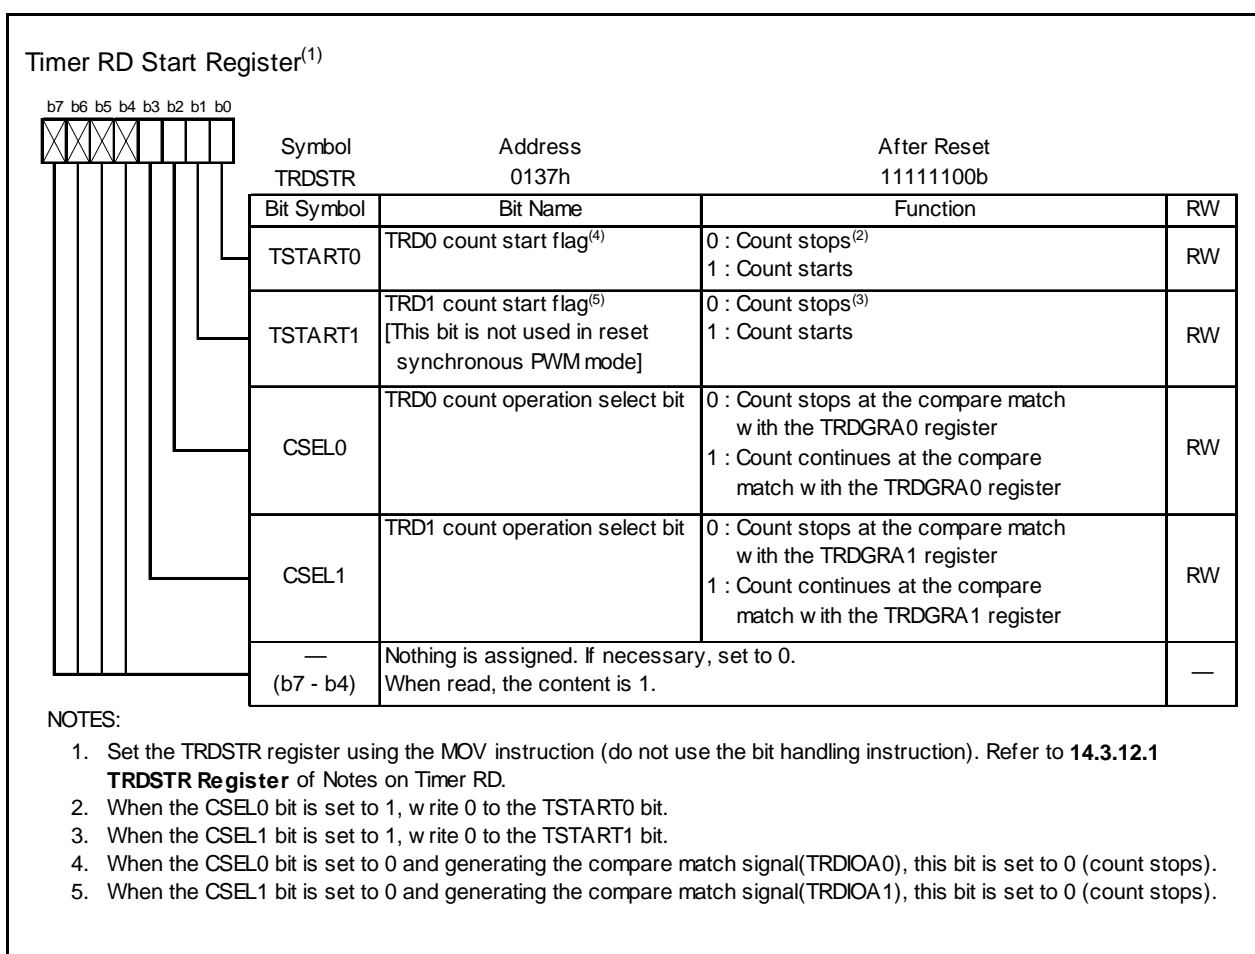 Timer RD Start Register(1)
b7 b6 b5 b4 b3 b2 b1 b0
Symbol Address After Reset
TRDSTR 0137h 11111100b
Bit Symbol Bit Name Function RW
TSTART0 TRD0 count start flag(4) 0 : Count stops(2) RW
1 : Count starts
TSTART1 TRD1 count start flag(5) 0 : Count stops(3) RW
[This bit is not used in reset 1 : Count starts
synchronous PWM mode]
CSEL0 TRD0 count operation select bit 0 : Count stops at the compare match RW
with the TRDGRA0 register
1 : Count continues at the compare
match with the TRDGRA0 register
CSEL1 TRD1 count operation select bit 0 : Count stops at the compare match RW
with the TRDGRA1 register
1 : Count continues at the compare
match with the TRDGRA1 register
— Nothing is assigned. If necessary, set to 0. —
(b7 - b4) When read, the content is 1.
NOTES:
1. Set the TRDSTR register using the MOV instruction (do not use the bit handling instruction). Refer to 14.3.12.1
TRDSTR Register of Notes on Timer RD.
2. When the CSEL0 bit is set to 1, write 0 to the TSTART0 bit.
3. When the CSEL1 bit is set to 1, write 0 to the TSTART1 bit.
4. When the CSEL0 bit is set to 0 and generating the compare match signal(TRDIOA0), this bit is set to 0 (count stops).
5. When the CSEL1 bit is set to 0 and generating the compare match signal(TRDIOA1), this bit is set to 0 (count stops).